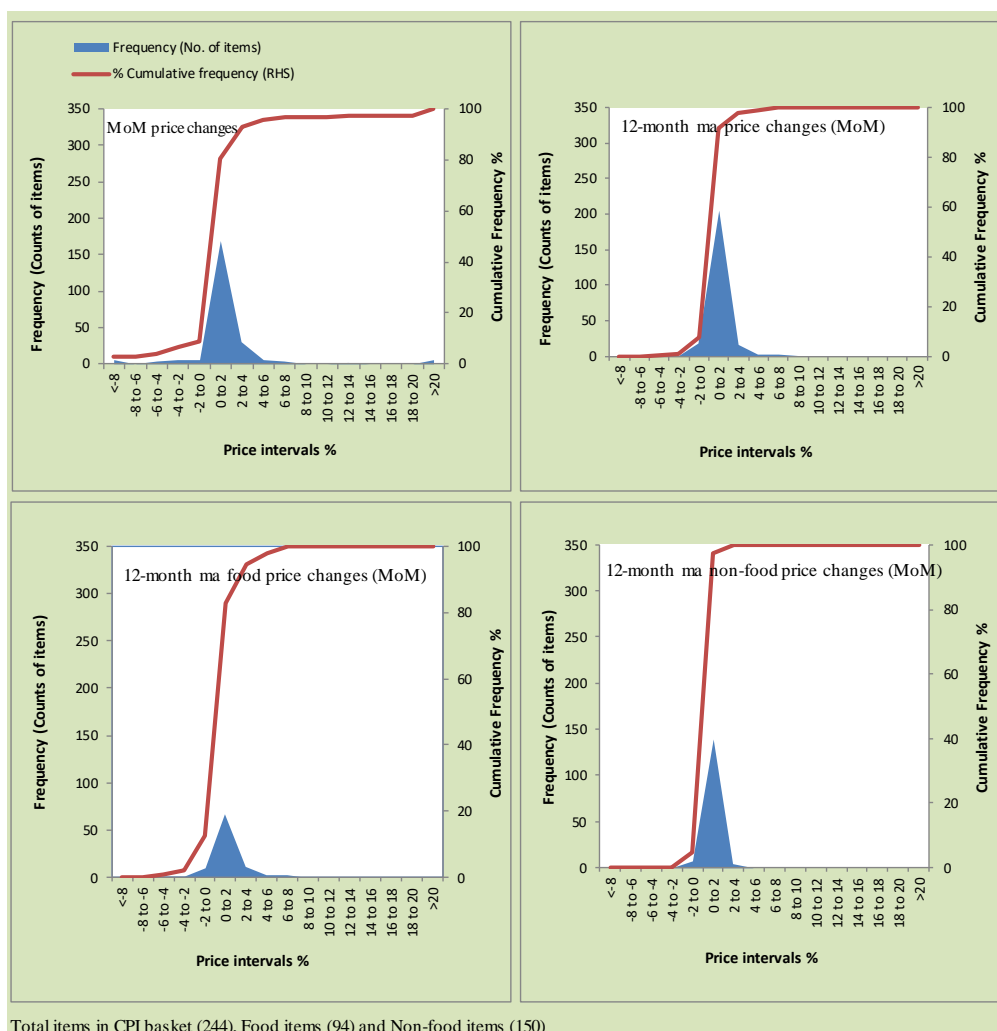 Frequency (No. of items)
% Cumulative frequency (RHS)
MoM price changes
Frequency (Counts of items)
350
300
250
200
150
100
50
0
100
80
60
40
20
0
Cumulative Frequency %
<-8
-8 to -6
-6 to -4
-4 to -2
-2 to 0
0 to 2
2 to 4
4 to 6
6 to 8
8 to 10
10 to 12
12 to 14
14 to 16
16 to 18
18 to 20
>20
Price intervals %
12-month ma price changes (MoM)
Frequency (Counts of items)
350
300
250
200
150
100
50
0
100
80
60
40
20
0
Cumulative Frequency %
<-8
-8 to -6
-6 to -4
-4 to -2
-2 to 0
0 to 2
2 to 4
4 to 6
6 to 8
8 to 10
10 to 12
12 to 14
14 to 16
16 to 18
18 to 20
>20
Price intervals %
12-month ma food price changes (MoM)
Frequency (Counts of items)
350
300
250
200
150
100
50
0
100
80
60
40
20
0
Cumulative Frequency %
<-8
-8 to -6
-6 to -4
-4 to -2
-2 to 0
0 to 2
2 to 4
4 to 6
6 to 8
8 to 10
10 to 12
12 to 14
14 to 16
16 to 18
18 to 20
>20
Price intervals %
12-month ma non-food price changes (MoM)
Frequency (Counts of items)
350
300
250
200
150
100
50
0
100
80
60
40
20
0
Cumulative Frequency %
<-8
-8 to -6
-6 to -4
-4 to -2
-2 to 0
0 to 2
2 to 4
4 to 6
6 to 8
8 to 10
10 to 12
12 to 14
14 to 16
16 to 18
18 to 20
>20
Price intervals %
Total items in CPI basket (244), Food items (94) and Non-food items (150)